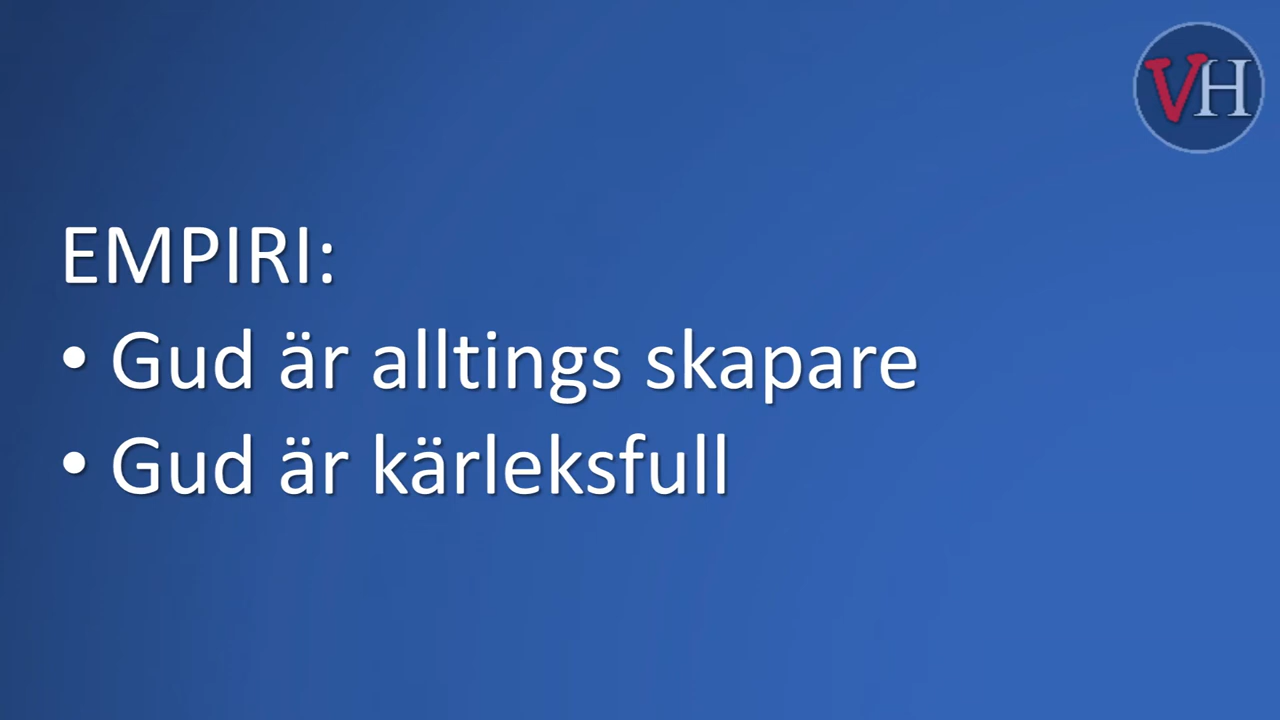 VH
EMPIRI:
• Gud är alltings skapare
• Gud är kärleksfull